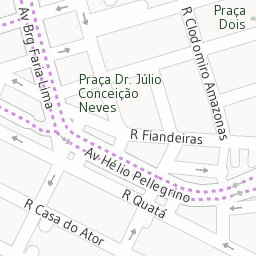 Praça
Dois
Av Brg. Faria Lima
R Clodomiro Amazonas
Praça Dr. Júlio
Conceição
Neves
R Fiandeiras
Av Hélio Pellegrino
R Quatá
R Casa do Ator